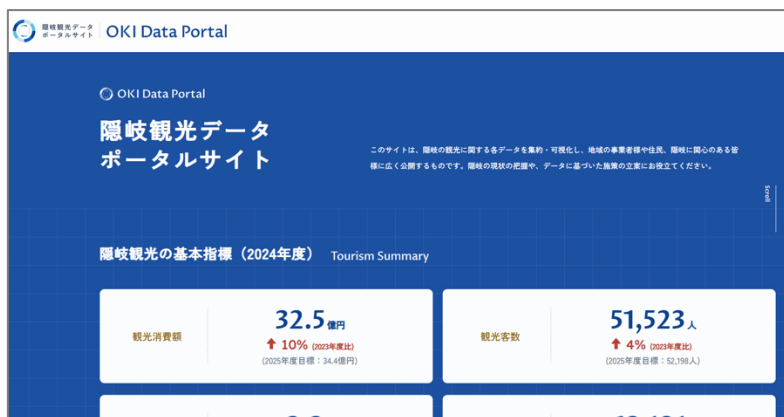 隠岐観光データ
ポータルサイト
OKI Data Portal
OKI Data Portal
隠岐観光データ
ポータルサイト
このサイトは、隠岐の観光に関する各データを集約・可視化し、地域の事業者様や住民、隠岐に関心のある皆
様に広く公開するものです。隠岐の現状の把握や、データに基づいた施策の立案にお役立てください。
Scroll
隠岐観光の基本指標（2024年度） Tourism Summary
観光消費額
32.5億円
↑ 10% (2023年度比)
(2025年度目標：34.4億円)
観光客数
51,523人
↑ 4% (2023年度比)
(2025年度目標：52,198人)